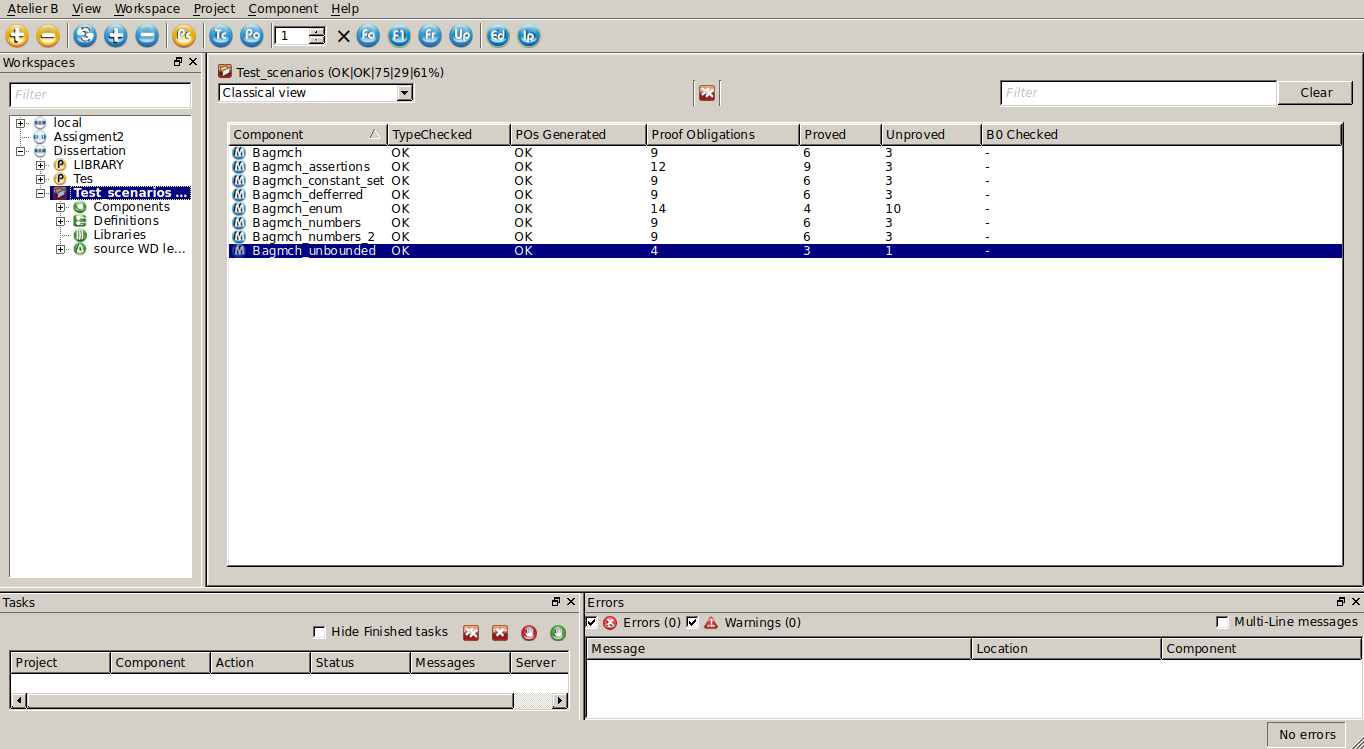 Atelier B View Workspace Project Component Help
Pc Tc Po 1 F0 F1 Fr Up Ed Ip
Workspaces
Filter
local
Assigment2
Dissertation
LIBRARY
Tes
Test_scenarios ...
Components
Definitions
Libraries
source WD le...
Test_scenarios (OK|OK|75|29|61%)
Classical view
Filter
Clear
Component TypeChecked POs Generated Proof Obligations Proved Unproved B0 Checked
M Bagmch OK OK 9 6 3 -
M Bagmch_assertions OK OK 12 9 3 -
M Bagmch_constant_set OK OK 9 6 3 -
M Bagmch_defferred OK OK 9 6 3 -
M Bagmch_enum OK OK 14 4 10 -
M Bagmch_numbers OK OK 9 6 3 -
M Bagmch_numbers_2 OK OK 9 6 3 -
M Bagmch_unbounded OK OK 4 3 1 -
Tasks
Hide Finished tasks
Project Component Action Status Messages Server
Errors
Errors (0) Warnings (0) Multi-Line messages
Message Location Component
No errors